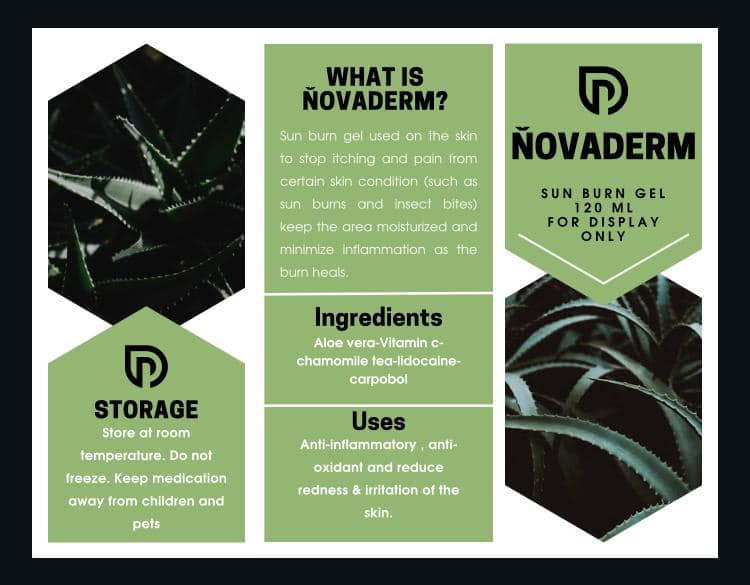 STORAGE
Store at room
temperature. Do not
freeze. Keep medication
away from children and
pets
WHAT IS
ŇOVADERM?
Sun burn gel used on the skin
to stop itching and pain from
certain skin condition (such as
sun burns and insect bites)
keep the area moisturized and
minimize inflammation as the
burn heals.
Ingredients
Aloe vera-Vitamin c-
chamomile tea-lidocaine-
carpobol
Uses
Anti-inflammatory , anti-
oxidant and reduce
redness & irritation of the
skin.
ŇOVADERM
SUN BURN GEL
120 ML
FOR DISPLAY
ONLY